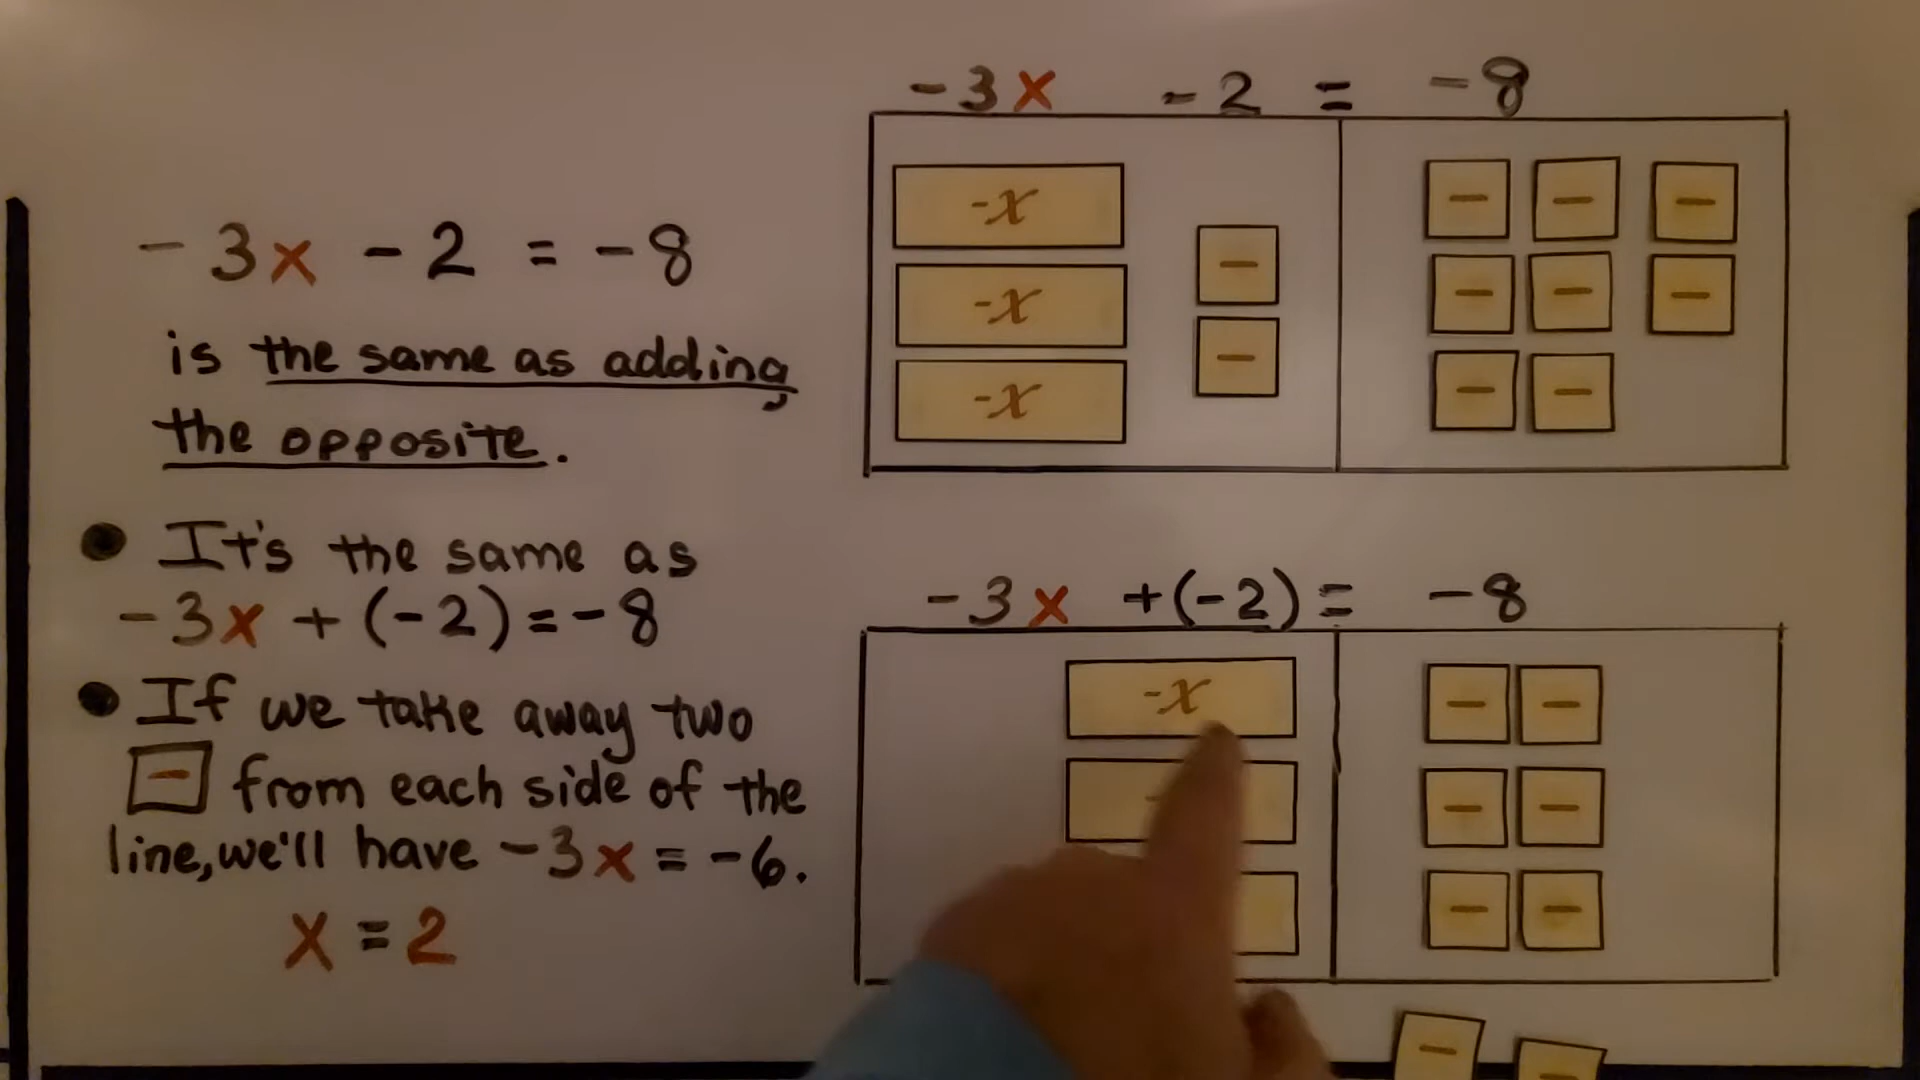 -3x - 2 = -8
is the same as adding
the opposite.
● It's the same as
-3x + (-2) = -8
● If we take away two
[-] from each side of the
line, we'll have -3x = -6.
x = 2
-3x - 2 = -8
-x
-x
-x
-
-
- - -
- - -
- -
-3x + (-2) = -8
-x
- -
- -
- -
- -